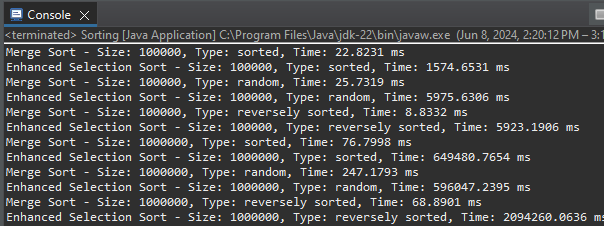 Console
<terminated> Sorting [Java Application] C:\Program Files\Java\jdk-22\bin\javaw.exe (Jun 8, 2024, 2:20:12 PM – 3:1
Merge Sort - Size: 100000, Type: sorted, Time: 22.8231 ms
Enhanced Selection Sort - Size: 100000, Type: sorted, Time: 1574.6531 ms
Merge Sort - Size: 100000, Type: random, Time: 25.7319 ms
Enhanced Selection Sort - Size: 100000, Type: random, Time: 5975.6306 ms
Merge Sort - Size: 100000, Type: reversely sorted, Time: 8.8332 ms
Enhanced Selection Sort - Size: 100000, Type: reversely sorted, Time: 5923.1906 ms
Merge Sort - Size: 1000000, Type: sorted, Time: 76.7998 ms
Enhanced Selection Sort - Size: 1000000, Type: sorted, Time: 649480.7654 ms
Merge Sort - Size: 1000000, Type: random, Time: 247.1793 ms
Enhanced Selection Sort - Size: 1000000, Type: random, Time: 596047.2395 ms
Merge Sort - Size: 1000000, Type: reversely sorted, Time: 68.8901 ms
Enhanced Selection Sort - Size: 1000000, Type: reversely sorted, Time: 2094260.0636 ms